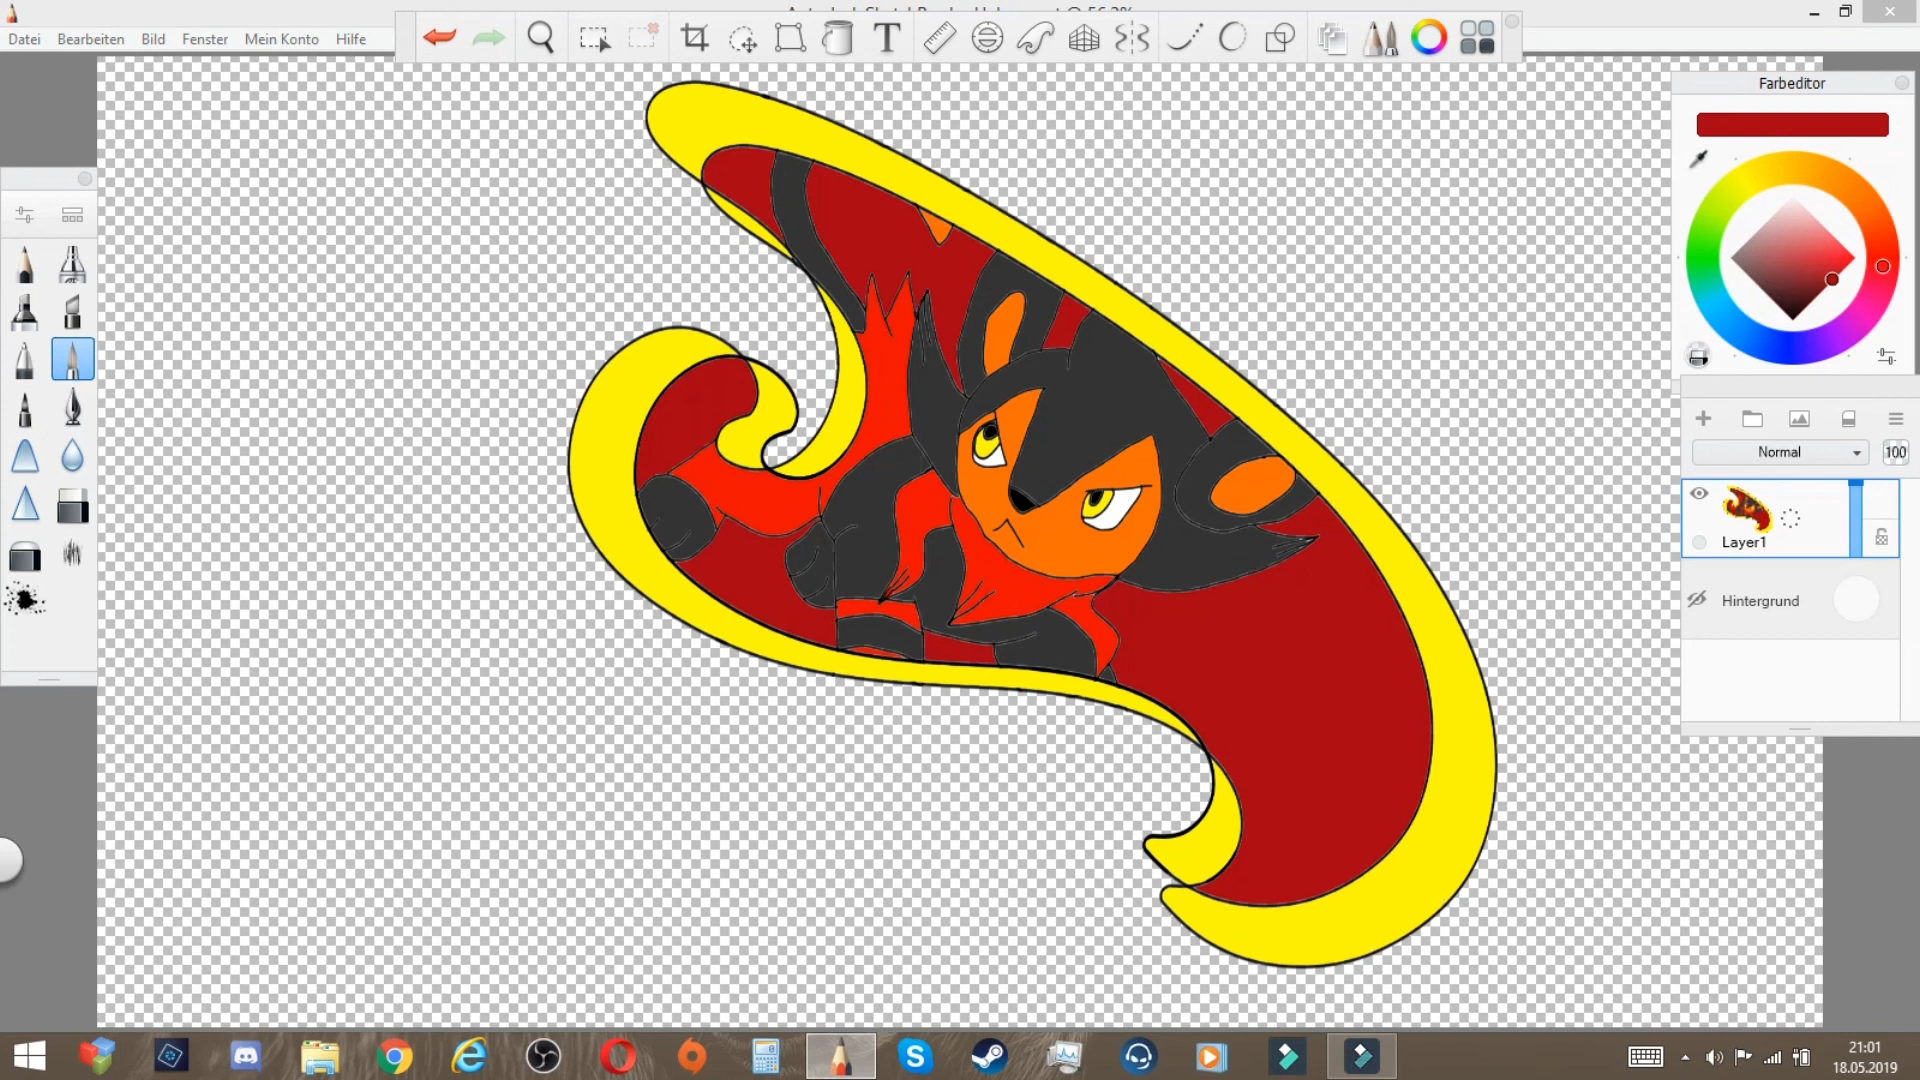 Datei Bearbeiten Bild Fenster Mein Konto Hilfe
T
Farbeditor
Normal 100
Layer1
Hintergrund
21:01
18.05.2019